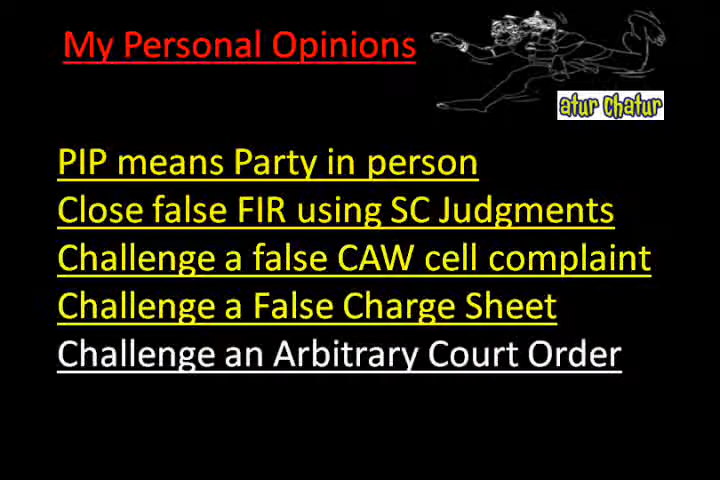 My Personal Opinions
atur chatur
PIP means Party in person
Close false FIR using SC Judgments
Challenge a false CAW cell complaint
Challenge a False Charge Sheet
Challenge an Arbitrary Court Order